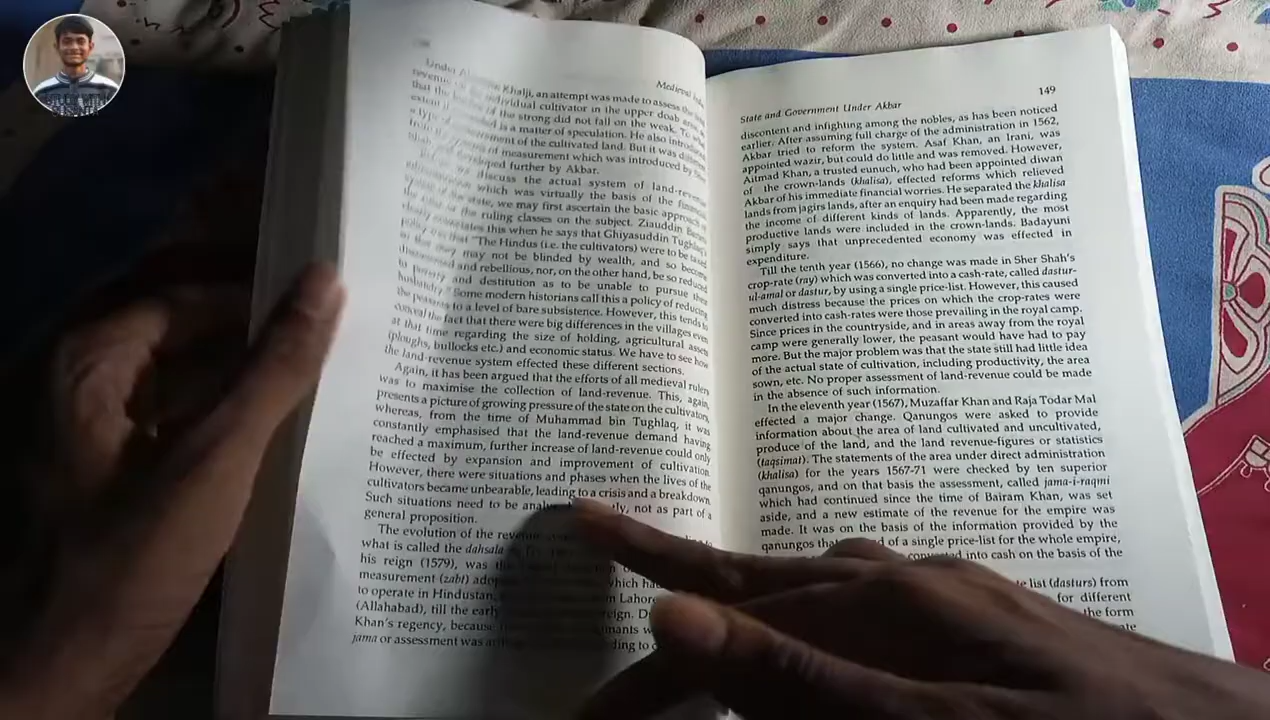 Medieval
Under Khalji, an attempt was made to assess the
individual cultivator in the upper doab
that the of the strong did not fall on the weak. To
extent is a matter of speculation. He also
a type of of the cultivated land. But it was
of measurement which was introduced by
further by Akbar.
discuss the actual system of
which was virtually the basis of the
state, we may first ascertain the basic
the ruling classes on the subject. Ziauddin
this when he says that Ghiyasuddin
"The Hindus (i.e. the cultivators) were to be
may not be blinded by wealth, and so become
and rebellious, nor, on the other hand, be so reduced
to poverty and destitution as to be unable to pursue their
husbandry." Some modern historians call this a policy of reducing
the peasants to a level of bare subsistence. However, this tends to
conceal the fact that there were big differences in the villages even
at that time regarding the size of holding, agricultural assets
(ploughs, bullocks etc.) and economic status. We have to see how
the land-revenue system effected these different sections.
Again, it has been argued that the efforts of all medieval rulers
was to maximise the collection of land-revenue. This, again,
presents a picture of growing pressure of the state on the cultivators,
whereas, from the time of Muhammad bin Tughlaq, it was
constantly emphasised that the land-revenue demand having
reached a maximum, further increase of land-revenue could only
be effected by expansion and improvement of cultivation.
However, there were situations and phases when the lives of the
cultivators became unbearable, leading to a crisis and a breakdown.
Such situations need to be not as part of a
general proposition.
The evolution of the revenue
what is called the dahsala
his reign (1579), was
measurement (zabt) which had
to operate in Hindustan, Lahore
(Allahabad), till the early reign.
Khan's regency, because
jama or assessment was to
State and Government Under Akbar 149
discontent and infighting among the nobles, as has been noticed
earlier. After assuming full charge of the administration in 1562,
Akbar tried to reform the system. Asaf Khan, an Irani, was
appointed wazir, but could do little and was removed. However,
Aitmad Khan, a trusted eunuch, who had been appointed diwan
of the crown-lands (khalisa), effected reforms which relieved
Akbar of his immediate financial worries. He separated the khalisa
lands from jagirs lands, after an enquiry had been made regarding
the income of different kinds of lands. Apparently, the most
productive lands were included in the crown-lands. Badayuni
simply says that unprecedented economy was effected in
expenditure.
Till the tenth year (1566), no change was made in Sher Shah's
crop-rate (ray) which was converted into a cash-rate, called dastur-
ul-amal or dastur, by using a single price-list. However, this caused
much distress because the prices on which the crop-rates were
converted into cash-rates were those prevailing in the royal camp.
Since prices in the countryside, and in areas away from the royal
camp were generally lower, the peasant would have had to pay
more. But the major problem was that the state still had little idea
of the actual state of cultivation, including productivity, the area
sown, etc. No proper assessment of land-revenue could be made
in the absence of such information.
In the eleventh year (1567), Muzaffar Khan and Raja Todar Mal
effected a major change. Qanungos were asked to provide
information about the area of land cultivated and uncultivated,
produce of the land, and the land revenue-figures or statistics
(taqsimat). The statements of the area under direct administration
(khalisa) for the years 1567-71 were checked by ten superior
qanungos, and on that basis the assessment, called jama-i-raqmi
which had continued since the time of Bairam Khan, was set
aside, and a new estimate of the revenue for the empire was
made. It was on the basis of the information provided by the
qanungos that of a single price-list for the whole empire,
converted into cash on the basis of the
list (dasturs) from
for different
the form